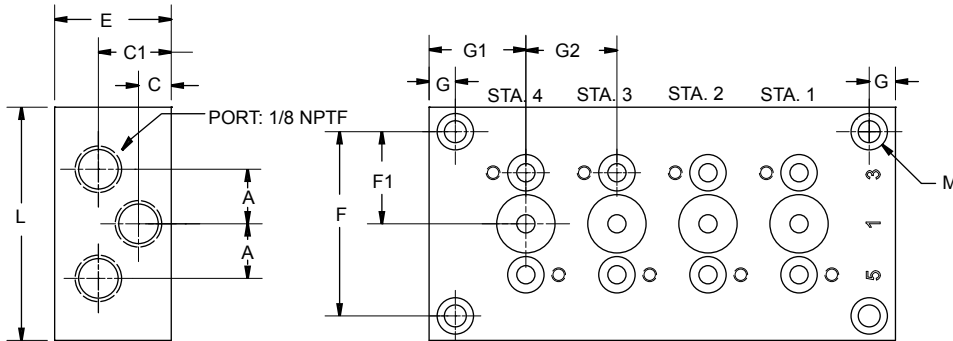 E
C1
C
PORT: 1/8 NPTF
L
A
A
G1
G2
G
G
STA. 4
STA. 3
STA. 2
STA. 1
F1
F
M
3
1
5